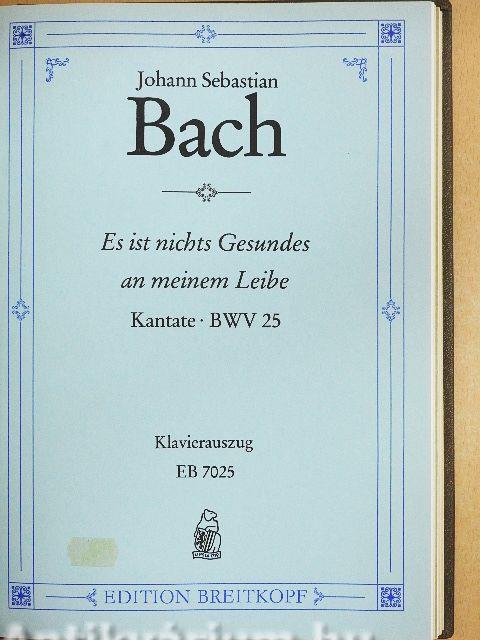 Johann Sebastian
Bach
Es ist nichts Gesundes
an meinem Leibe
Kantate · BWV 25
Klavierauszug
EB 7025
EDITION BREITKOPF